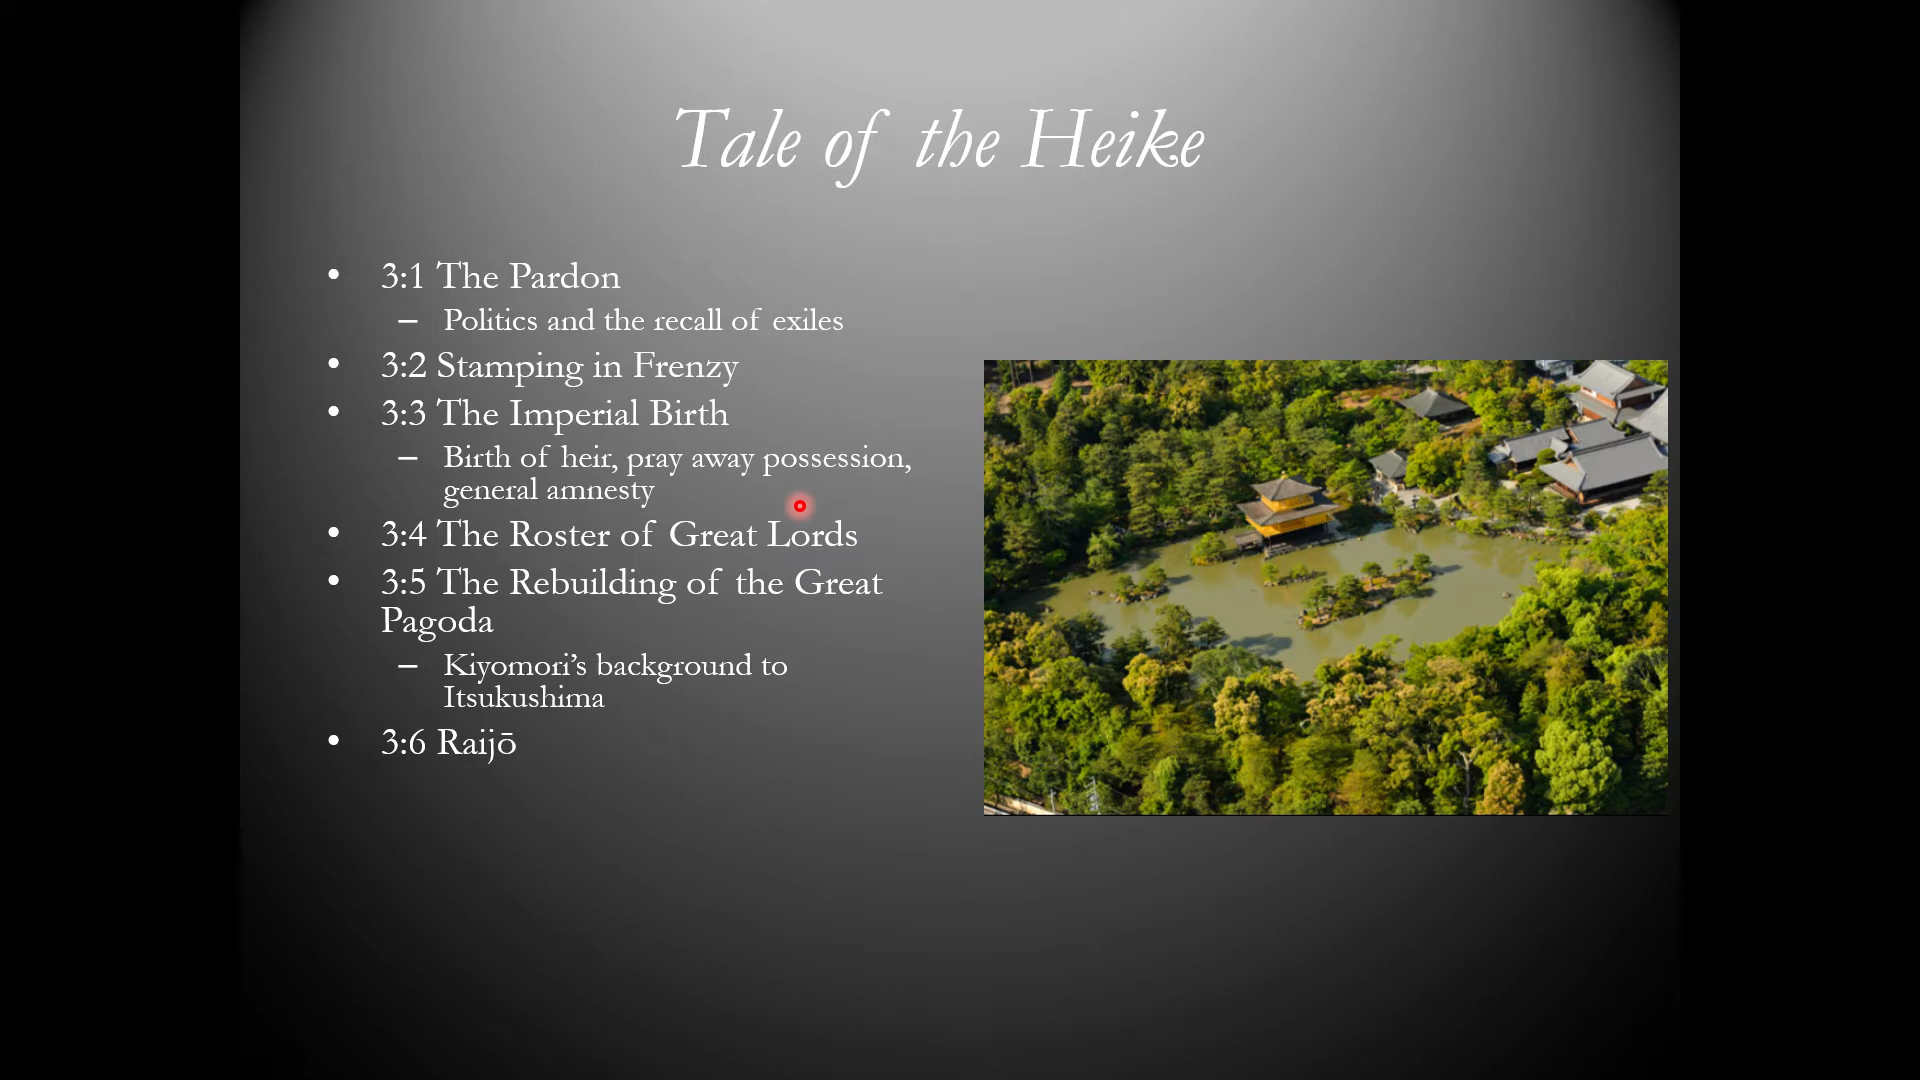 Tale of the Heike
• 3:1 The Pardon
– Politics and the recall of exiles
• 3:2 Stamping in Frenzy
• 3:3 The Imperial Birth
– Birth of heir, pray away possession,
general amnesty
• 3:4 The Roster of Great Lords
• 3:5 The Rebuilding of the Great
Pagoda
– Kiyomori’s background to
Itsukushima
• 3:6 Raijō